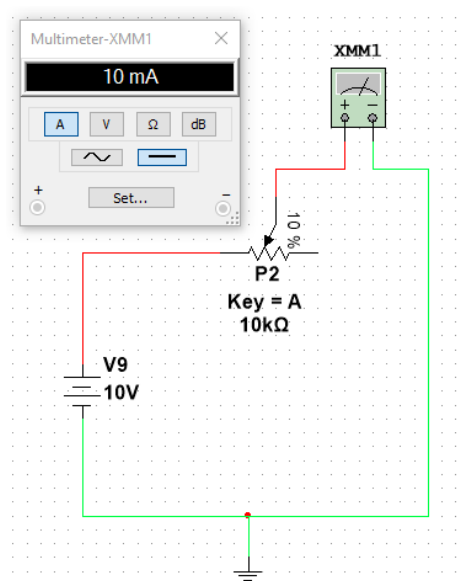 Multimeter-XMM1
10 mA
A V Ω dB
+ Set... -
XMM1
+ -
10 %
P2
Key = A
10kΩ
V9
10V